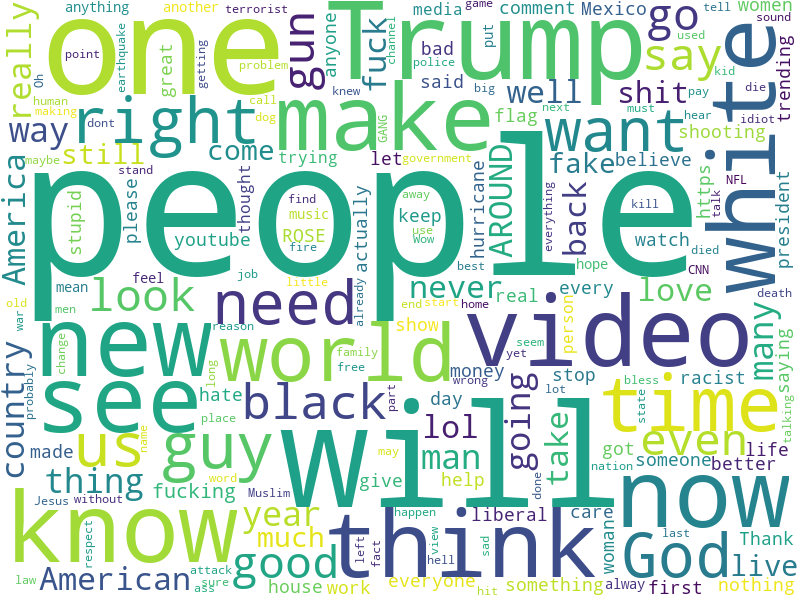 people
will
Trump
one
white
new
see
know
now
think
video
make
right
world
time
want
need
black
God
guy
us
look
good
say
go
gun
fuck
shit
way
really
well
even
man
lol
love
never
going
take
many
back
fake
AROUND
country
America
American
thing
year
much
live
still
come
anything
another
terrorist
media
comment
Mexico
women
game
tell
sound
used
kid
trending
point
Oh
earthquake
great
getting
problem
anyone
bad
said
police
channel
put
knew
big
human
making
call
dog
dont
GANG
next
must
pay
die
idiot
hear
flag
shooting
maybe
stand
trying
let
government
believe
stupid
please
thought
find
away
kill
NFL
talk
music
keep
hurricane
everything
https
president
youtube
ROSE
use
Wow
fire
actually
watch
died
CNN
feel
mean
job
best
hope
death
already
little
real
every
old
men
war
end
start
home
person
show
reason
family
seem
yet
saying
change
probably
long
free
money
wrong
stop
racist
bless
hate
part
day
lot
state
talking
made
place
got
someone
life
better
name
word
may
give
help
done
nation
Jesus
without
fucking
Muslim
happen
liberal
womane
care
last
Thank
respect
left
fact
view
hell
sad
law
attack
sure
ass
house
work
everyone
hit
something
alway
first
nothing